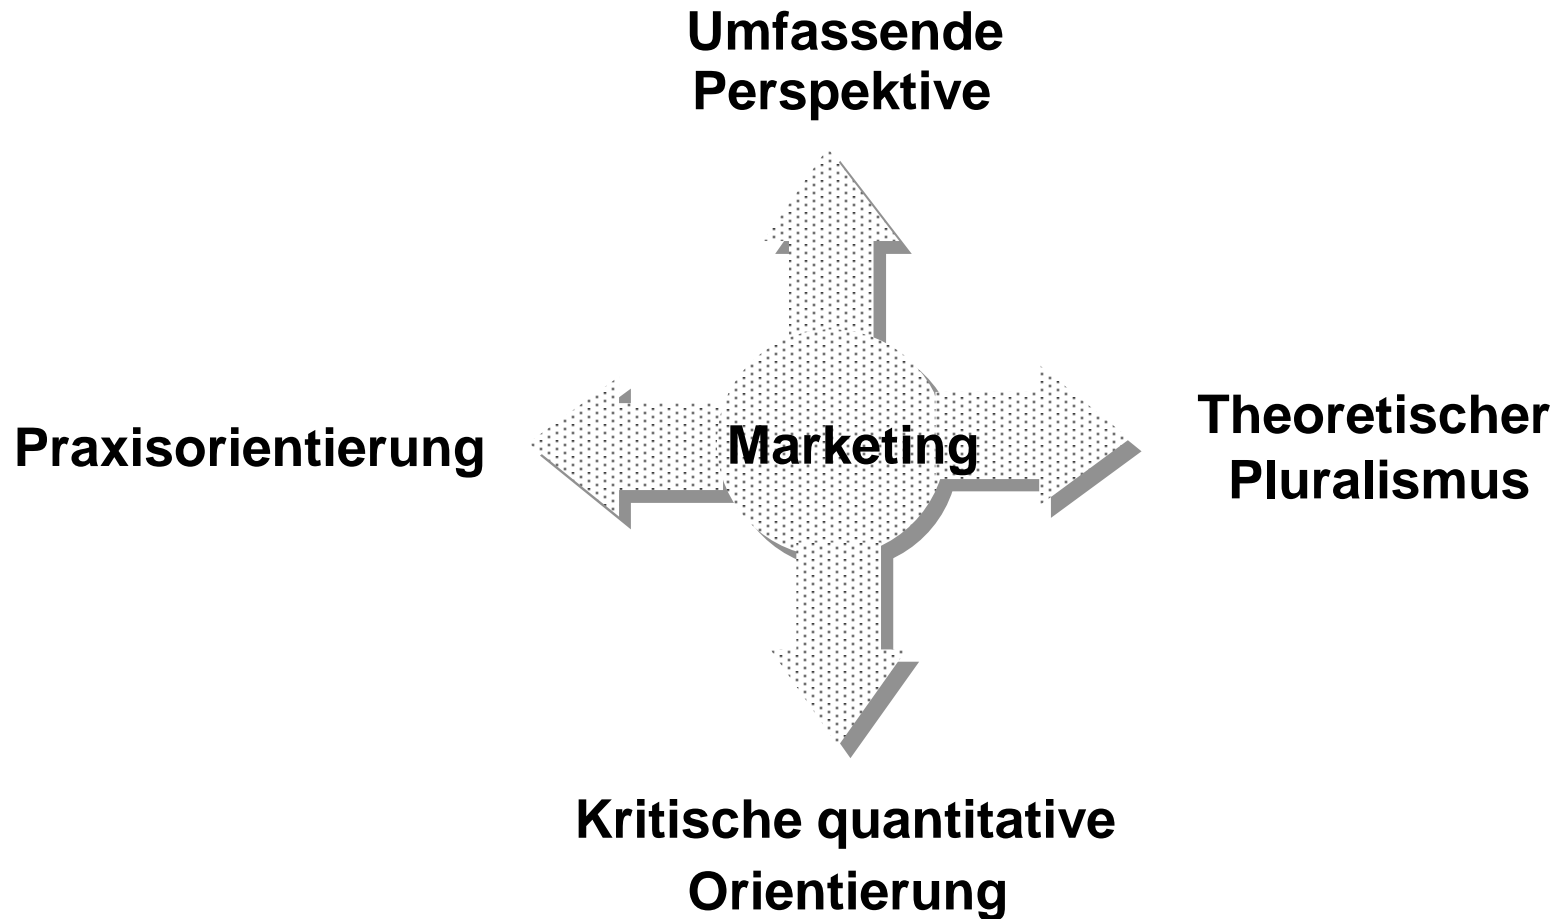 Umfassende
Perspektive
Praxisorientierung
Marketing
Theoretischer
Pluralismus
Kritische quantitative
Orientierung